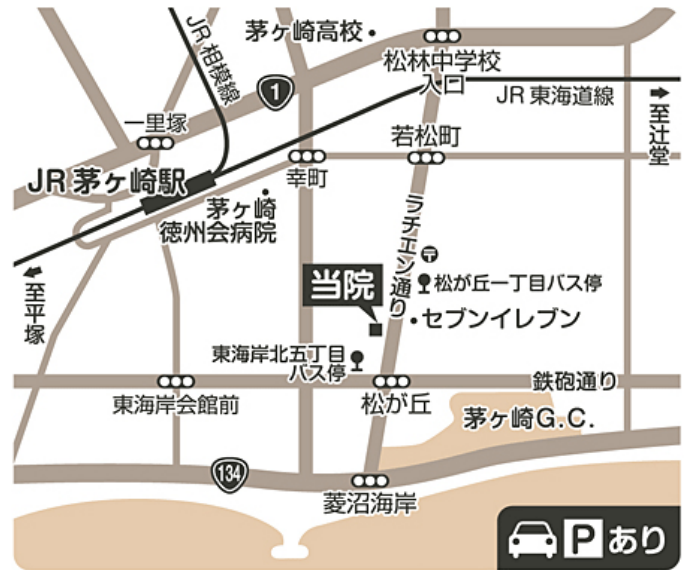 茅ヶ崎高校
JR相模線
1
松林中学校
入口
JR東海道線
至辻堂
一里塚
若松町
JR茅ヶ崎駅
幸町
茅ヶ崎
徳州会病院
ラチエン通り
〒
松が丘一丁目バス停
当院
至平塚
セブンイレブン
東海岸北五丁目
バス停
鉄砲通り
東海岸会館前
松が丘
茅ヶ崎G.C.
134
菱沼海岸
Pあり